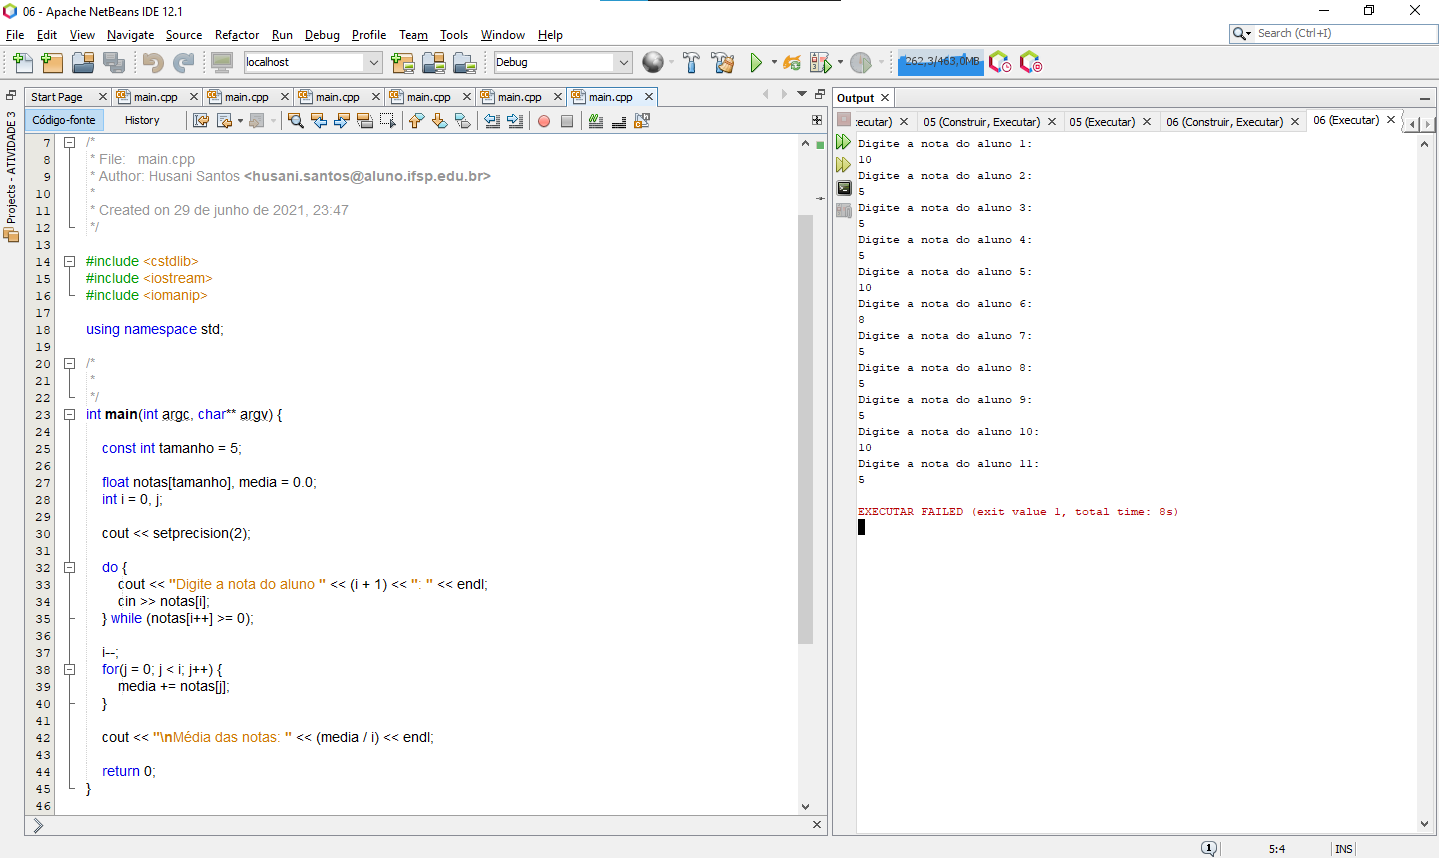 06 - Apache NetBeans IDE 12.1
File Edit View Navigate Source Refactor Run Debug Profile Team Tools Window Help
Search (Ctrl+I)
localhost
Debug
262,3/463,0MB
Projects - ATIVIDADE 3
Start Page main.cpp main.cpp main.cpp main.cpp main.cpp main.cpp
Código-fonte History
7 /*
8 * File: main.cpp
9 * Author: Husani Santos <husani.santos@aluno.ifsp.edu.br>
10 *
11 * Created on 29 de junho de 2021, 23:47
12 */
13
14 #include <cstdlib>
15 #include <iostream>
16 #include <iomanip>
17
18 using namespace std;
19
20 /*
21 *
22 */
23 int main(int argc, char** argv) {
24
25 const int tamanho = 5;
26
27 float notas[tamanho], media = 0.0;
28 int i = 0, j;
29
30 cout << setprecision(2);
31
32 do {
33 cout << "Digite a nota do aluno " << (i + 1) << ": " << endl;
34 cin >> notas[i];
35 } while (notas[i++] >= 0);
36
37 i--;
38 for(j = 0; j < i; j++) {
39 media += notas[j];
40 }
41
42 cout << "\nMédia das notas: " << (media / i) << endl;
43
44 return 0;
45 }
46
Output
:ecutar) 05 (Construir, Executar) 05 (Executar) 06 (Construir, Executar) 06 (Executar)
Digite a nota do aluno 1:
10
Digite a nota do aluno 2:
5
Digite a nota do aluno 3:
5
Digite a nota do aluno 4:
5
Digite a nota do aluno 5:
10
Digite a nota do aluno 6:
8
Digite a nota do aluno 7:
5
Digite a nota do aluno 8:
5
Digite a nota do aluno 9:
5
Digite a nota do aluno 10:
10
Digite a nota do aluno 11:
5
EXECUTAR FAILED (exit value 1, total time: 8s)
1 5:4 INS